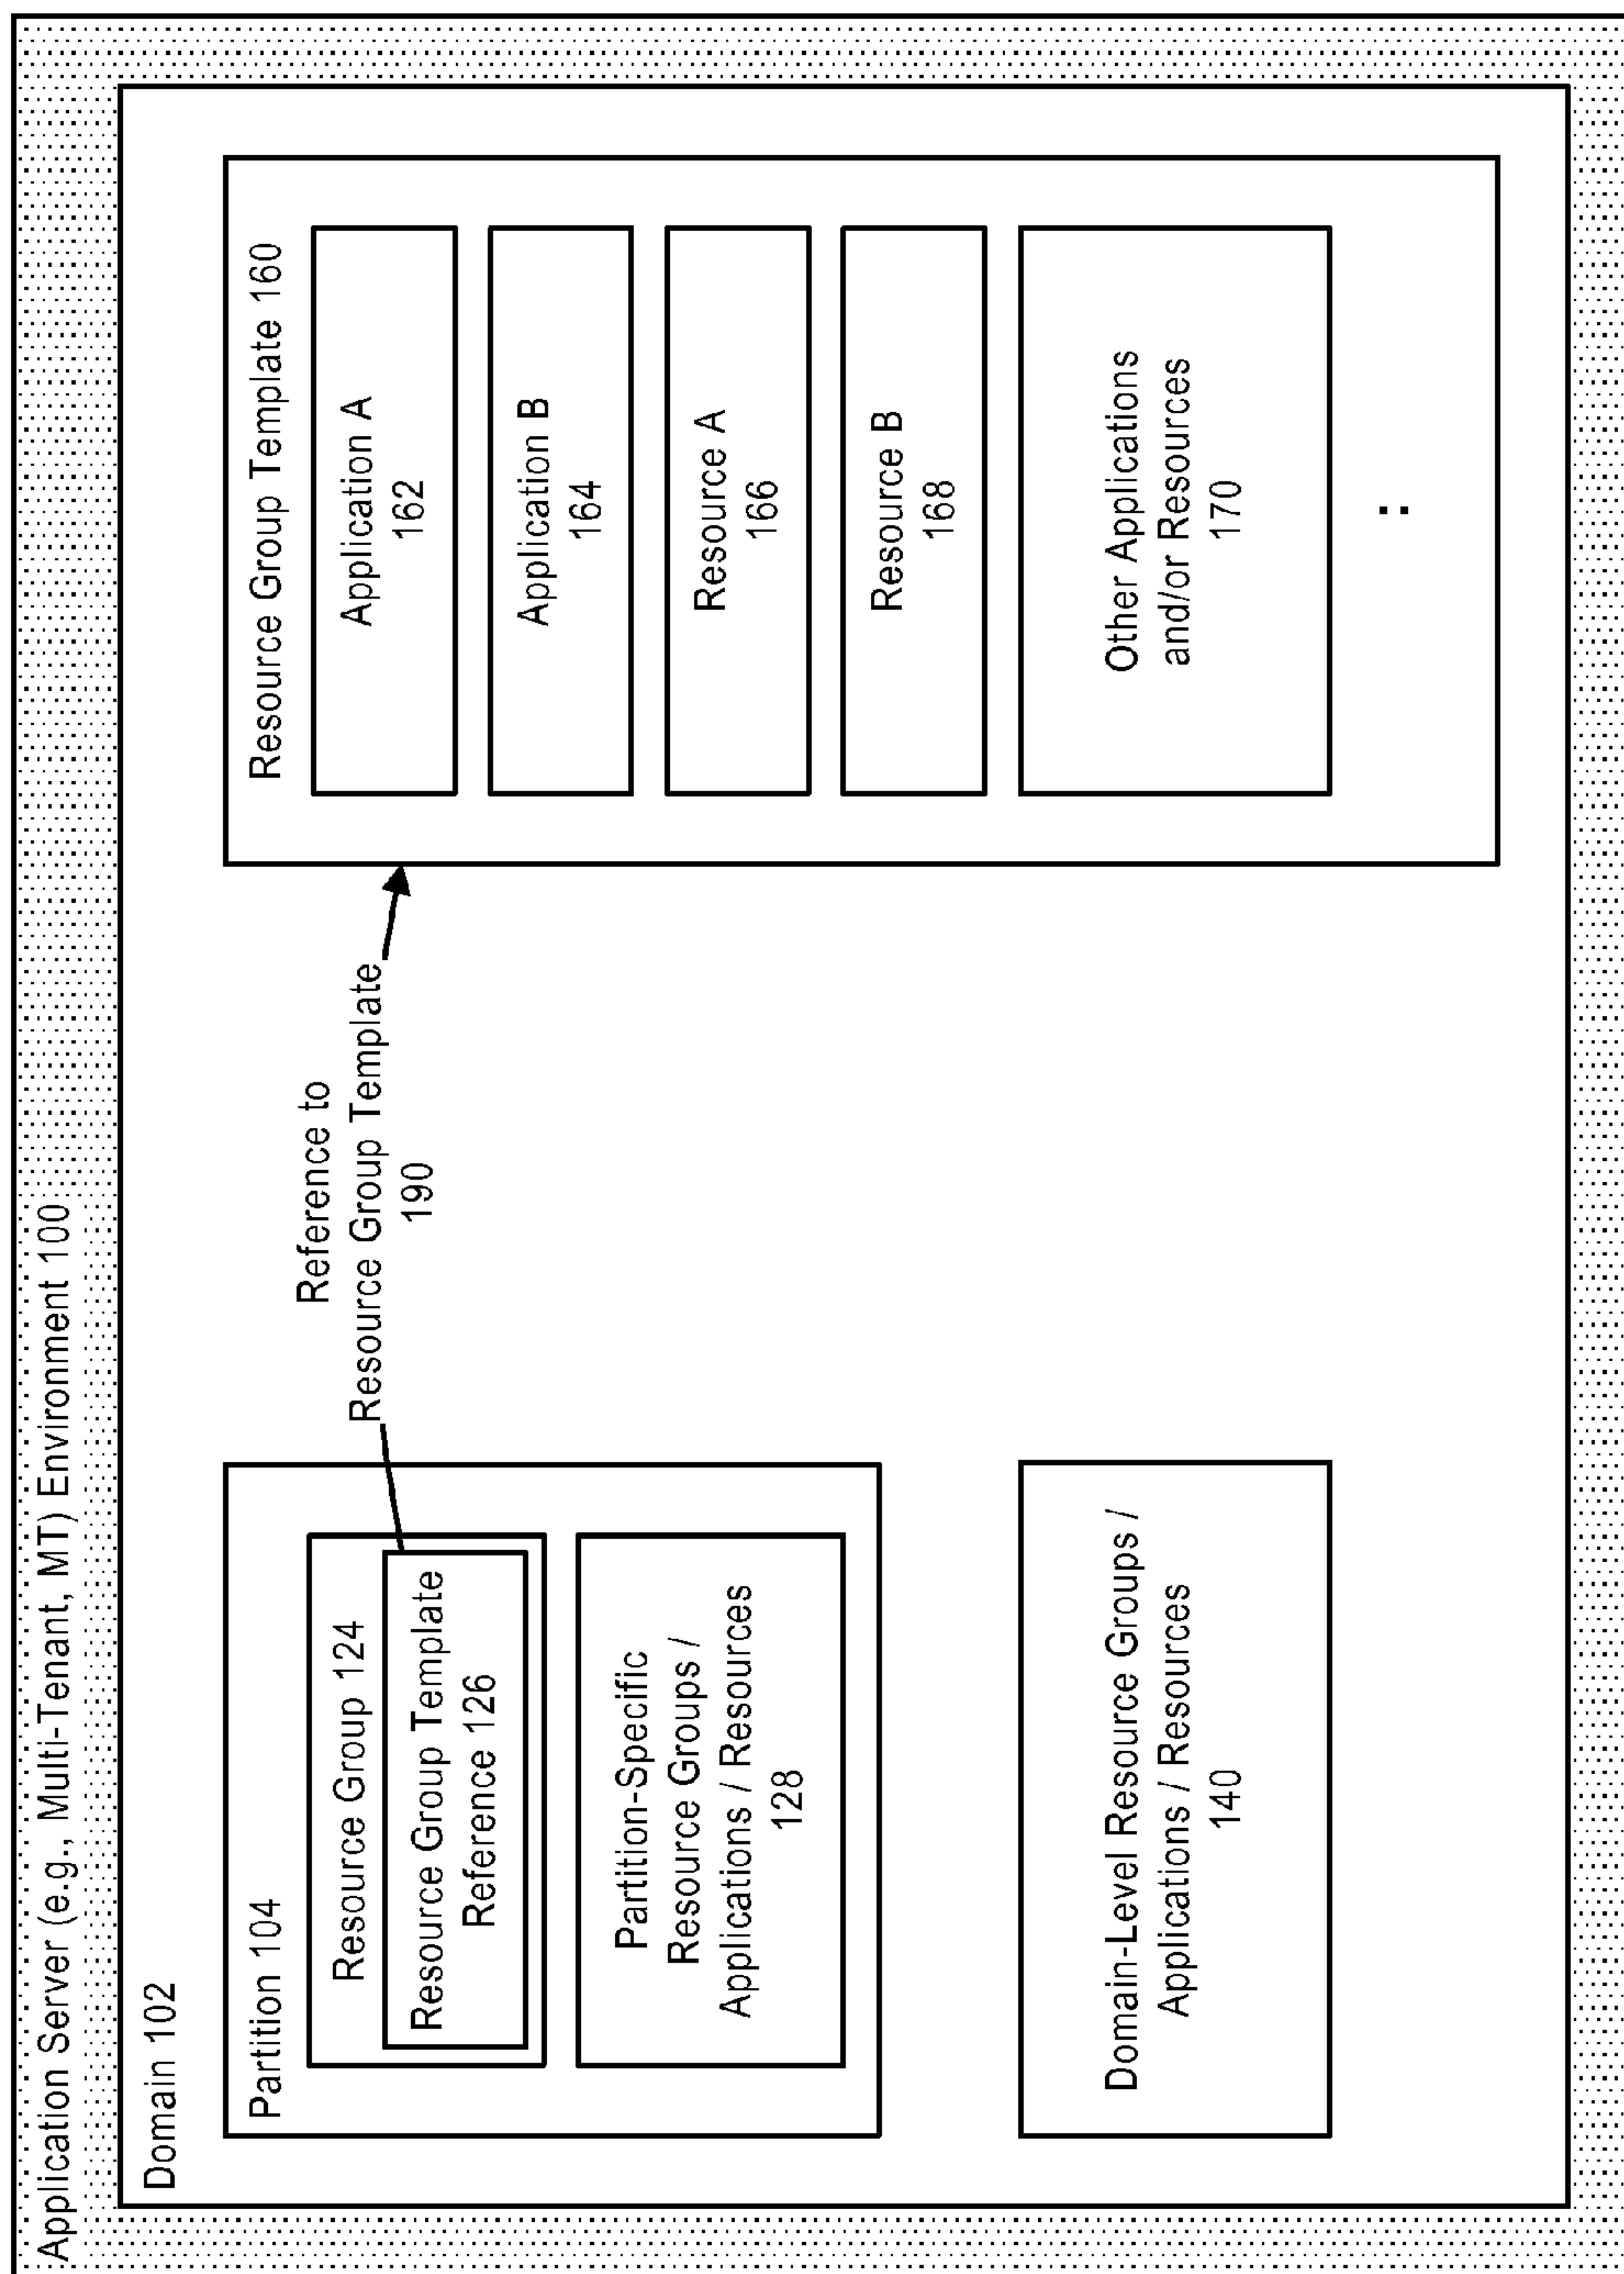 Application Server (e.g., Multi-Tenant, MT) Environment 100
Domain 102
Partition 104
Resource Group 124
Resource Group Template
Reference 126
Partition-Specific
Resource Groups /
Applications / Resources
128
Domain-Level Resource Groups /
Applications / Resources
140
Reference to
Resource Group Template
190
Resource Group Template 160
Application A
162
Application B
164
Resource A
166
Resource B
168
Other Applications
and/or Resources
170
..